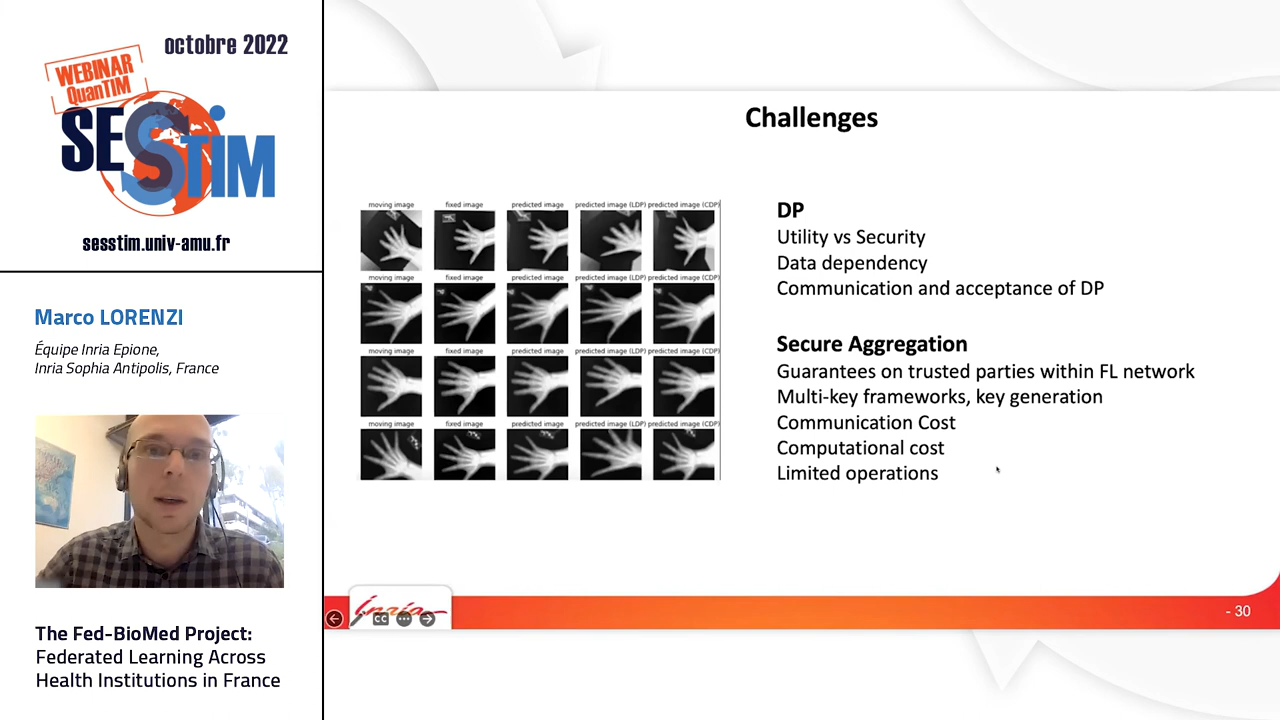 octobre 2022
WEBINAR
QuanTIM
SESSTIM
sesstim.univ-amu.fr
Marco LORENZI
Équipe Inria Epione,
Inria Sophia Antipolis, France
The Fed-BioMed Project:
Federated Learning Across
Health Institutions in France
Challenges
moving image fixed image predicted image predicted image (LDP) predicted image (CDP)
moving image fixed image predicted image predicted image (LDP) predicted image (CDP)
moving image fixed image predicted image predicted image (LDP) predicted image (CDP)
moving image fixed image predicted image predicted image (LDP) predicted image (CDP)
DP
Utility vs Security
Data dependency
Communication and acceptance of DP
Secure Aggregation
Guarantees on trusted parties within FL network
Multi-key frameworks, key generation
Communication Cost
Computational cost
Limited operations
Inria
CC
- 30